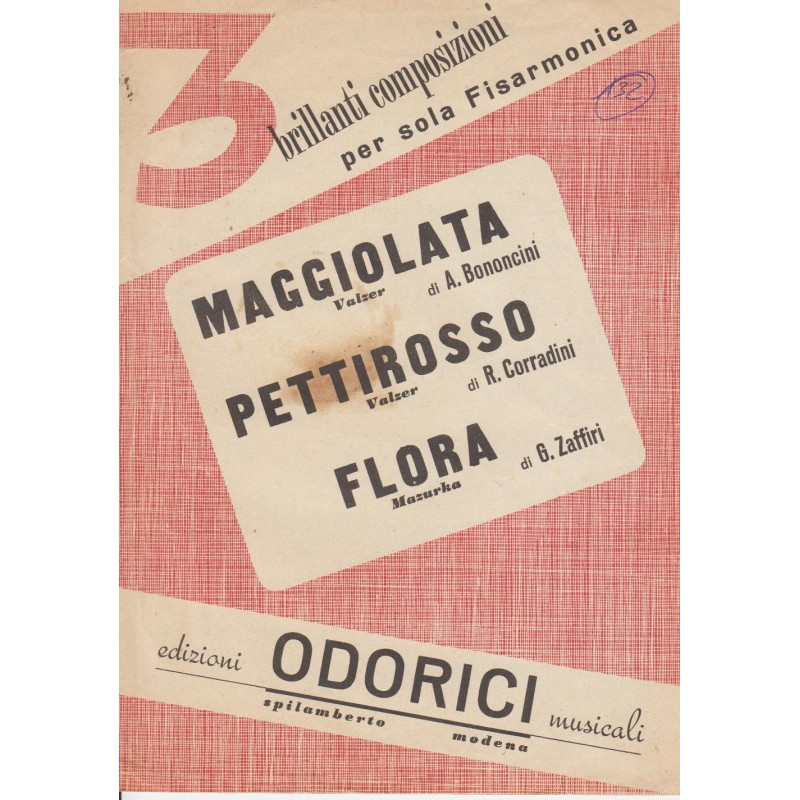 3
brillanti composizioni
per sola Fisarmonica
132
MAGGIOLATA
Valzer di A. Bononcini
PETTIROSSO
Valzer di R. Corradini
FLORA
Mazurka di G. Zaffiri
edizioni ODORICI musicali
spilamberto modena